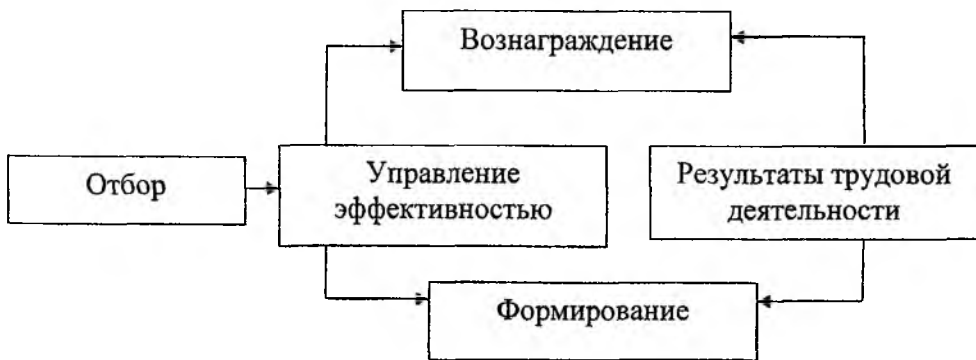 Вознаграждение
Отбор
Управление
эффективностью
Результаты трудовой
деятельности
Формирование